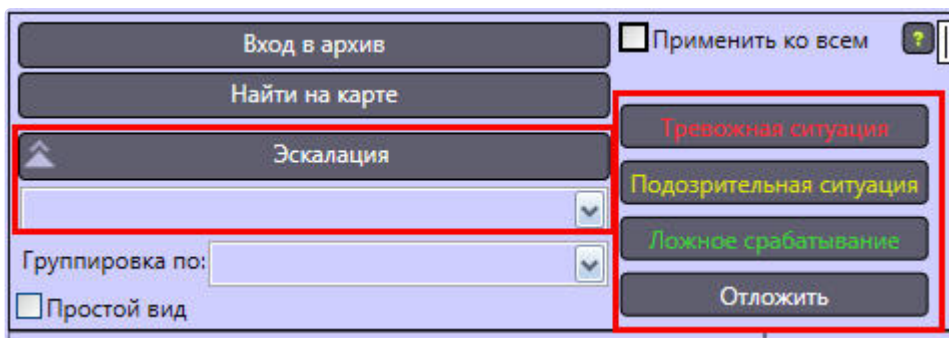 Вход в архив
Применить ко всем ?
Найти на карте
Эскалация
Группировка по:
Простой вид
Тревожная ситуация
Подозрительная ситуация
Ложное срабатывание
Отложить